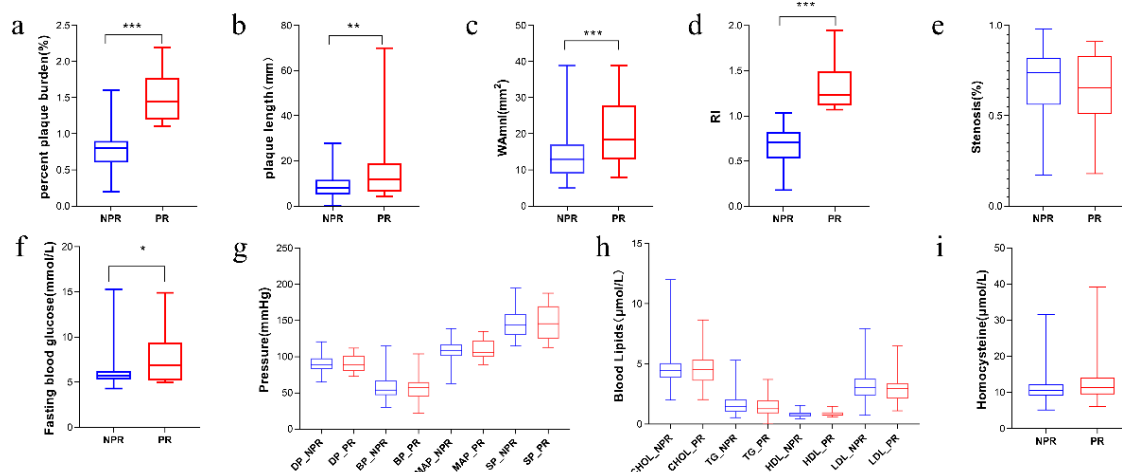 a
percent plaque burden(%)
2.5
2.0
1.5
1.0
0.5
0.0
***
NPR PR
b
plaque length(mm)
80
60
40
20
0
**
NPR PR
c
WAmnl(mm²)
50
40
30
20
10
0
***
NPR PR
d
RI
2.0
1.5
1.0
0.5
0.0
***
NPR PR
e
Stenosis(%)
1.0
0.5
0.0
NPR PR
f
Fasting blood glucose(mmol/L)
20
15
10
5
0
*
NPR PR
g
Pressure(mmHg)
250
200
150
100
50
0
DP_NPR
DP_PR
BP_NPR
BP_PR
MAP_NPR
MAP_PR
SP_NPR
SP_PR
h
Blood Lipids(μmol/L)
15
10
5
0
CHOL_NPR
CHOL_PR
TG_NPR
TG_PR
HDL_NPR
HDL_PR
LDL_NPR
LDL_PR
i
Homocysteine(μmol/L)
50
40
30
20
10
0
NPR PR